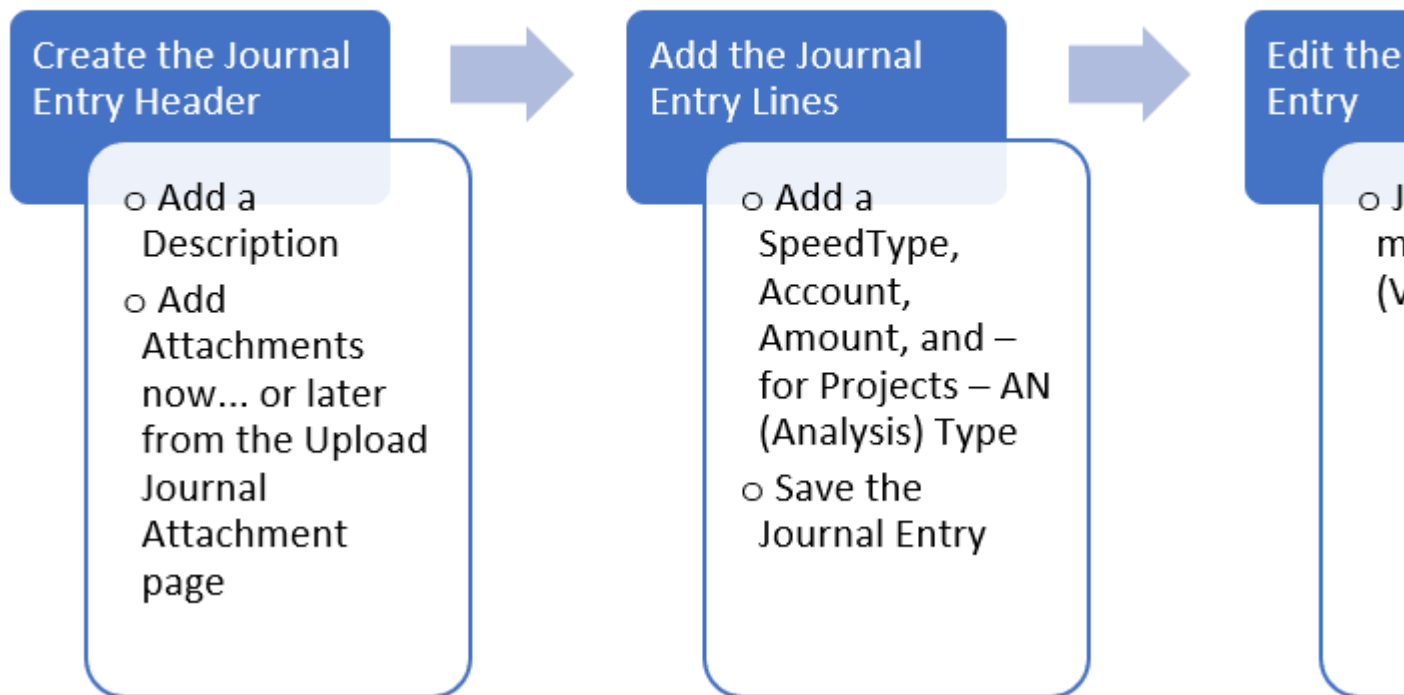 Create the Journal
Entry Header
o Add a
Description
o Add
Attachments
now... or later
from the Upload
Journal
Attachment
page
Add the Journal
Entry Lines
o Add a
SpeedType,
Account,
Amount, and –
for Projects – AN
(Analysis) Type
o Save the
Journal Entry
Edit the
Entry
o